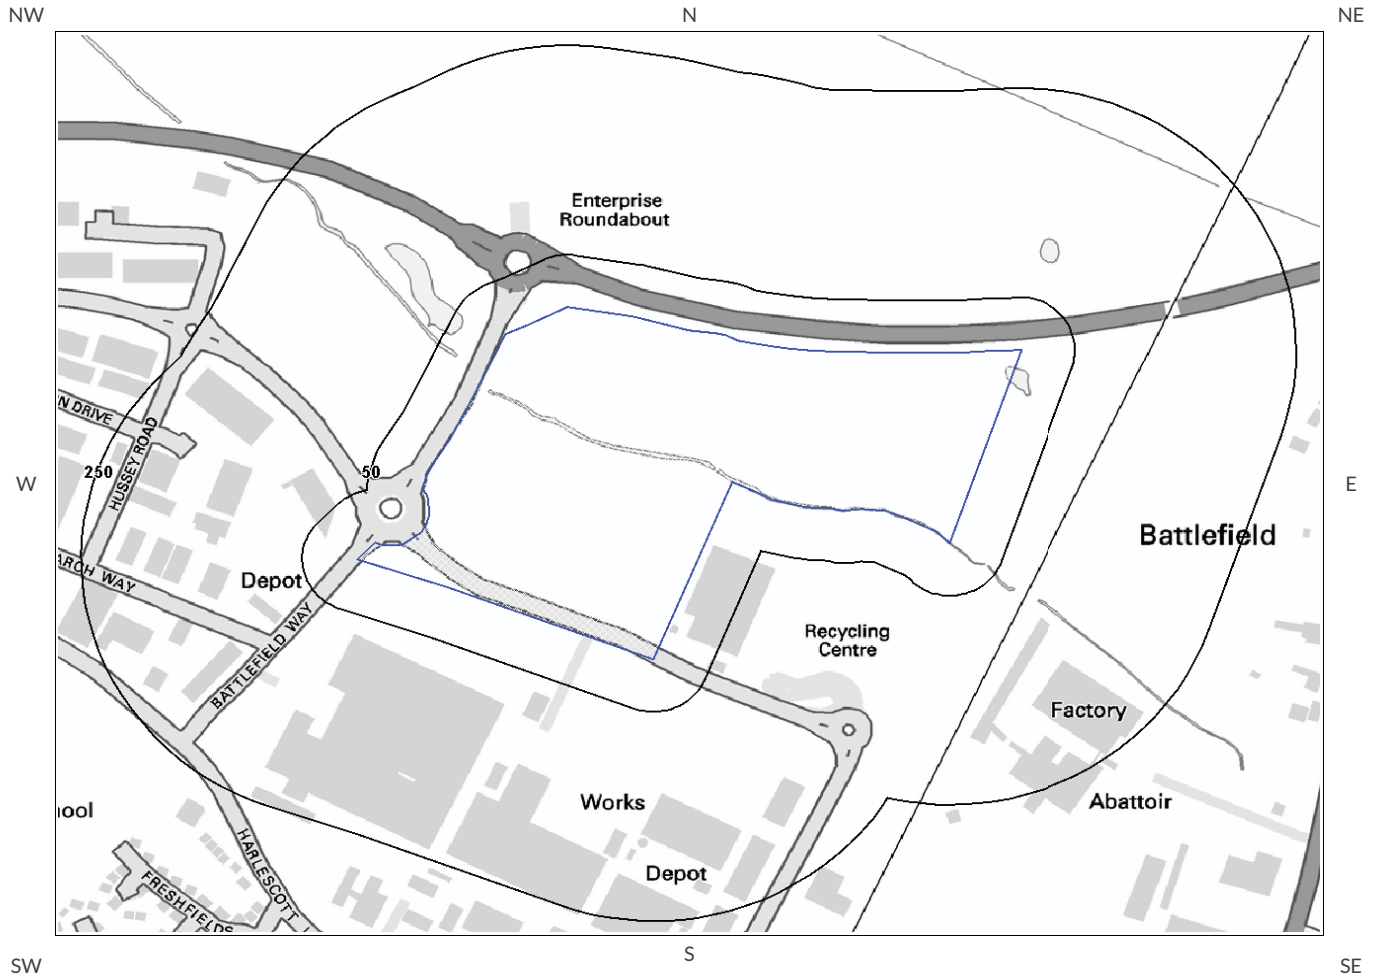 NW
N
NE
Enterprise
Roundabout
N DRIVE
HUSSEY ROAD
250
50
W
E
Battlefield
ARCH WAY
Depot
BATTLEFIELD WAY
Recycling
Centre
Factory
Works
Abattoir
ool
HARLESCOTT
Depot
FRESHFIELDS
SW
S
SE